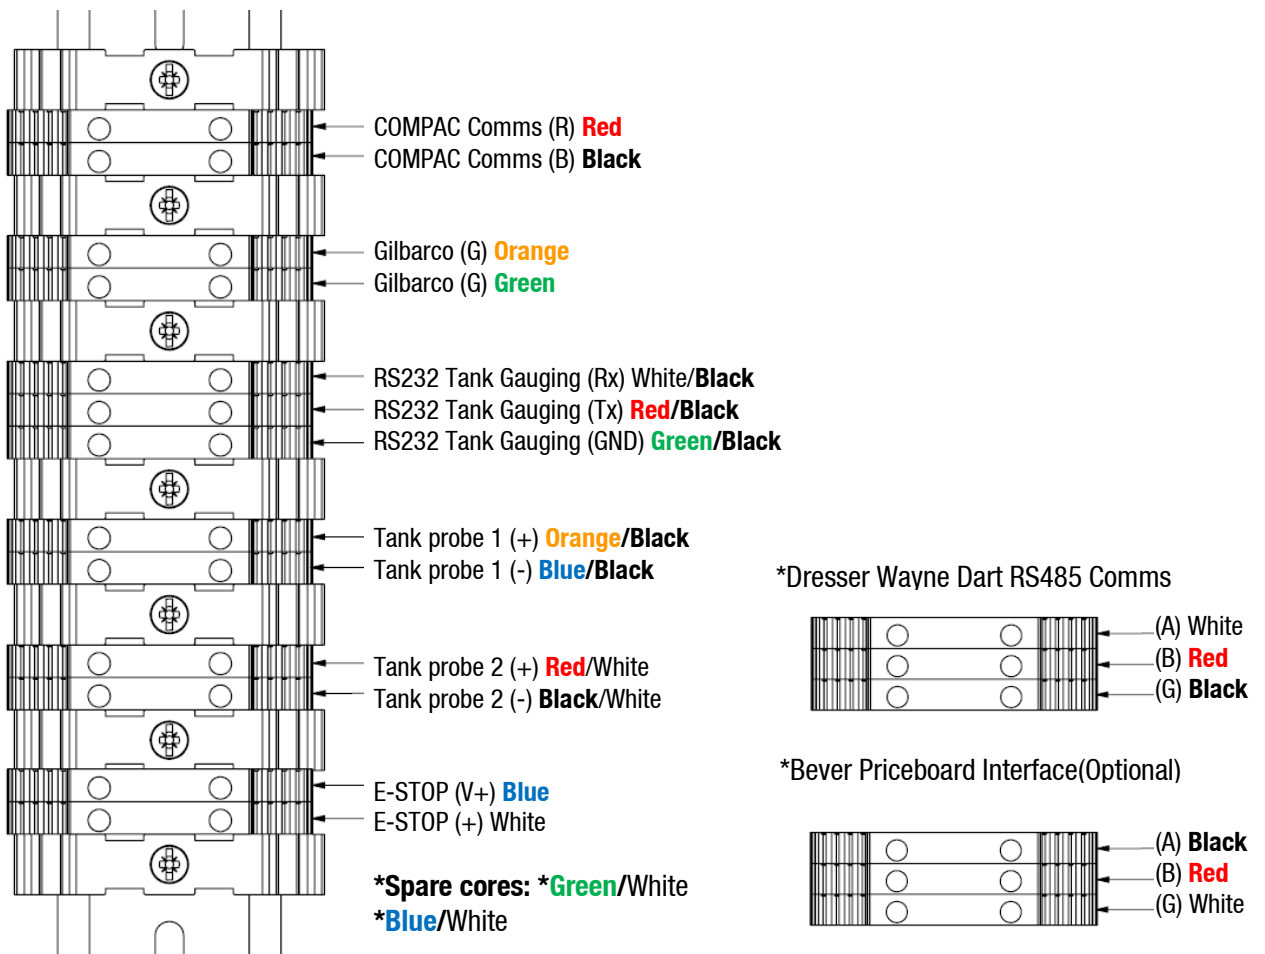 COMPAC Comms (R) Red
COMPAC Comms (B) Black
Gilbarco (G) Orange
Gilbarco (G) Green
RS232 Tank Gauging (Rx) White/Black
RS232 Tank Gauging (Tx) Red/Black
RS232 Tank Gauging (GND) Green/Black
Tank probe 1 (+) Orange/Black
Tank probe 1 (-) Blue/Black
Tank probe 2 (+) Red/White
Tank probe 2 (-) Black/White
E-STOP (V+) Blue
E-STOP (+) White
*Spare cores: *Green/White
*Blue/White
*Dresser Wayne Dart RS485 Comms
(A) White
(B) Red
(G) Black
*Bever Priceboard Interface(Optional)
(A) Black
(B) Red
(G) White